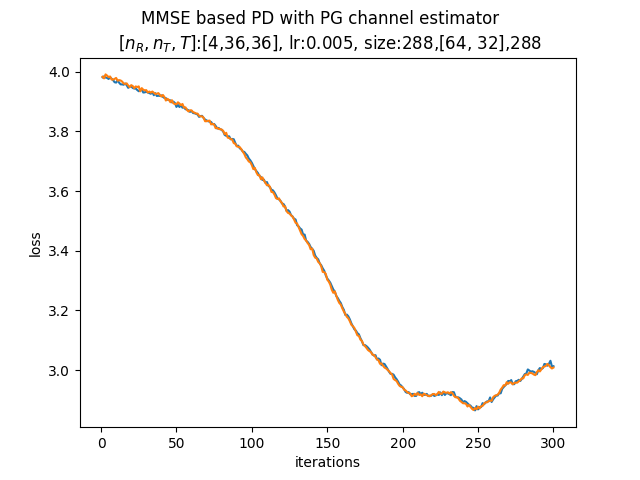 MMSE based PD with PG channel estimator
[n_R, n_T, T]:[4,36,36], lr:0.005, size:288,[64, 32],288
4.0
3.8
3.6
3.4
3.2
3.0
loss
0 50 100 150 200 250 300
iterations